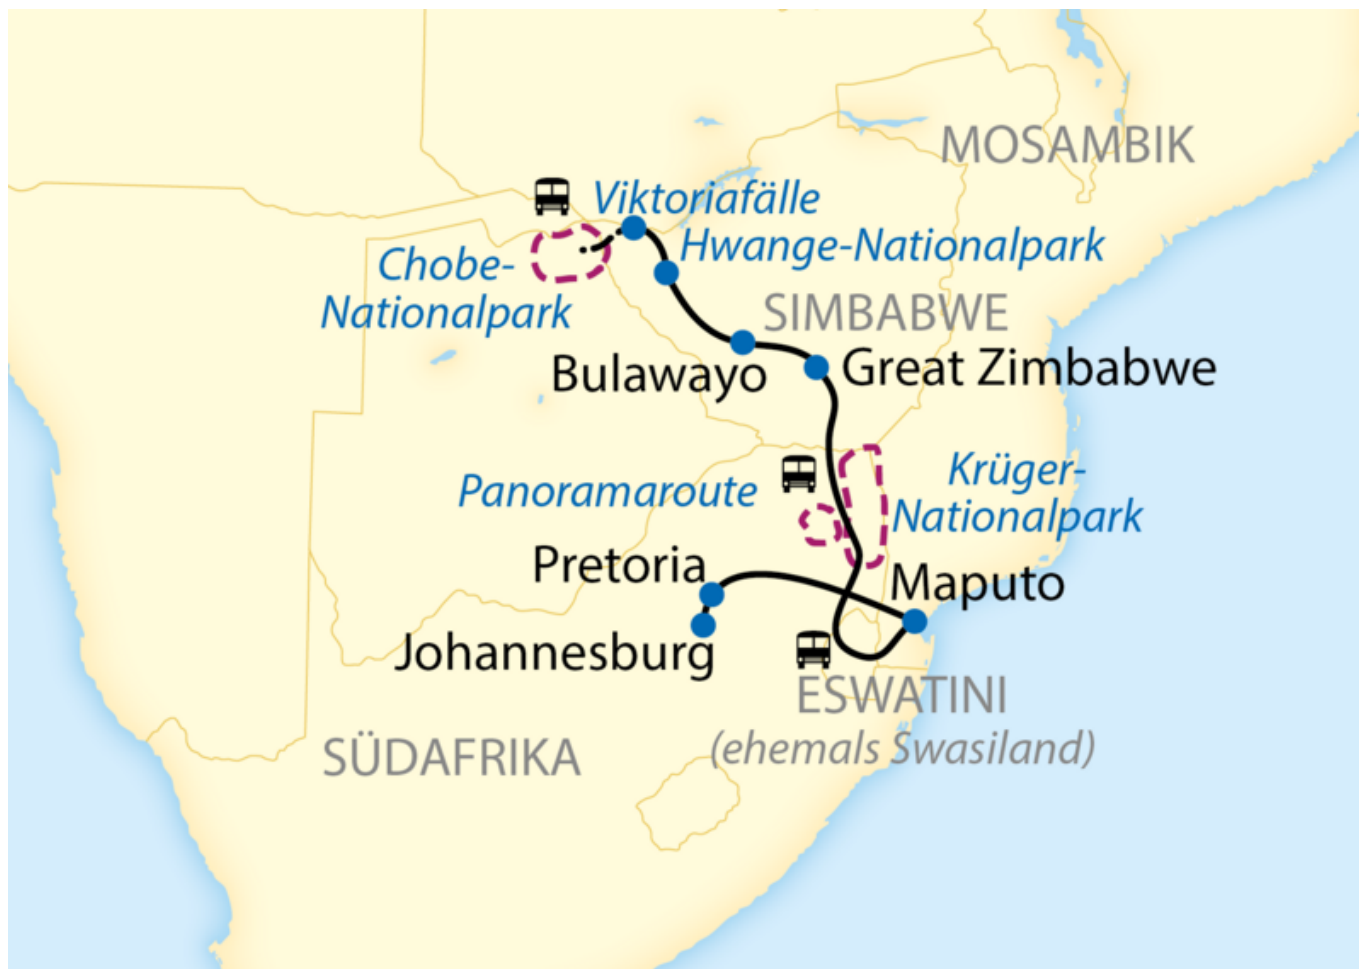 MOSAMBIK
Viktoriafälle
Hwange-Nationalpark
Chobe-
Nationalpark
SIMBABWE
Bulawayo
Great Zimbabwe
Krüger-
Nationalpark
Panoramaroute
Pretoria
Maputo
Johannesburg
ESWATINI
(ehemals Swasiland)
SÜDAFRIKA